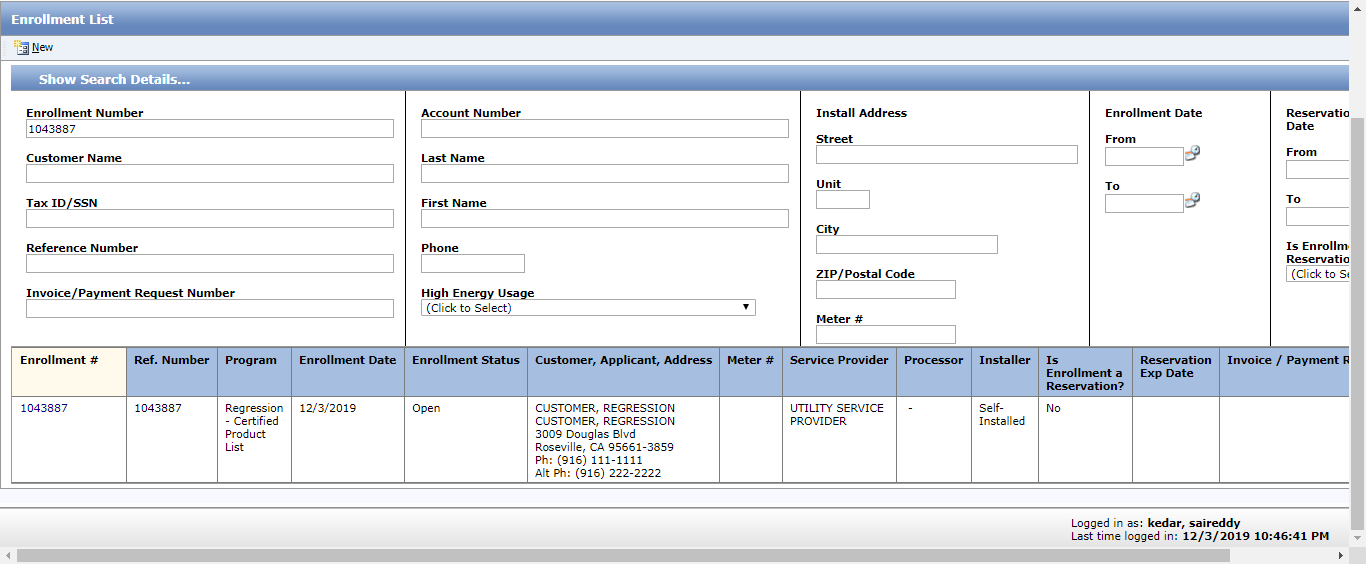 Enrollment List
New
Show Search Details...
Enrollment Number
1043887
Customer Name
Tax ID/SSN
Reference Number
Invoice/Payment Request Number
Account Number
Last Name
First Name
Phone
High Energy Usage
(Click to Select)
Install Address
Street
Unit
City
ZIP/Postal Code
Meter #
Enrollment Date
From
To
Reservatio
Date
From
To
Is Enrollm
Reservatio
(Click to Se
Enrollment # Ref. Number Program Enrollment Date Enrollment Status Customer, Applicant, Address Meter # Service Provider Processor Installer Is Reservation Invoice / Payment R
Enrollment a Exp Date
Reservation?
1043887 1043887 Regression 12/3/2019 Open CUSTOMER, REGRESSION UTILITY SERVICE - Self- No
- Certified CUSTOMER, REGRESSION PROVIDER Installed
Product 3009 Douglas Blvd
List Roseville, CA 95661-3859
Ph: (916) 111-1111
Alt Ph: (916) 222-2222
Logged in as: kedar, saireddy
Last time logged in: 12/3/2019 10:46:41 PM